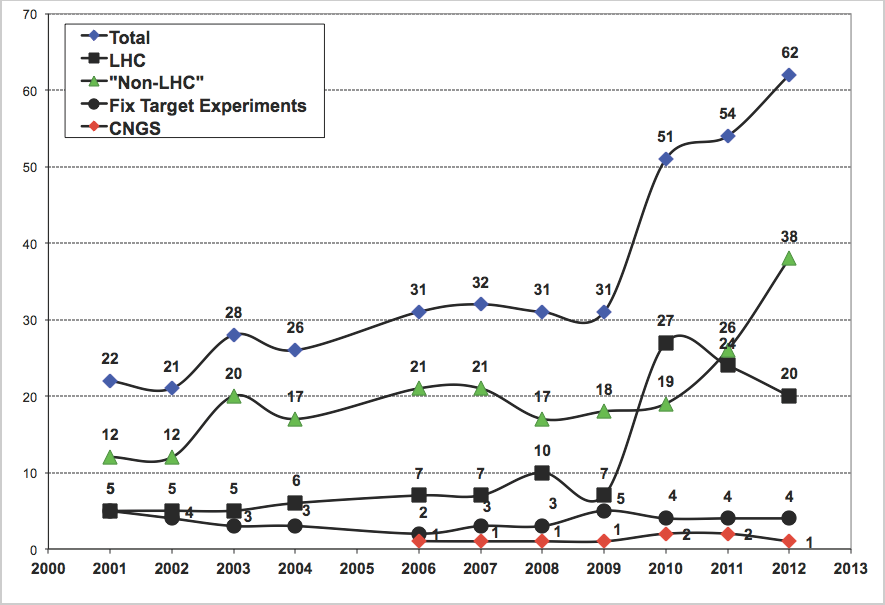 70
60
50
40
30
20
10
0
Total
LHC
"Non-LHC"
Fix Target Experiments
CNGS
22 21 28 26 31 32 31 31 51 54 62
12 12 20 17 21 21 17 18 19 26 38
5 5 5 6 7 7 10 7 27 24 20
4 3 3 2 3 3 5 4 4 4
1 1 1 1 2 2 1
2000 2001 2002 2003 2004 2005 2006 2007 2008 2009 2010 2011 2012 2013